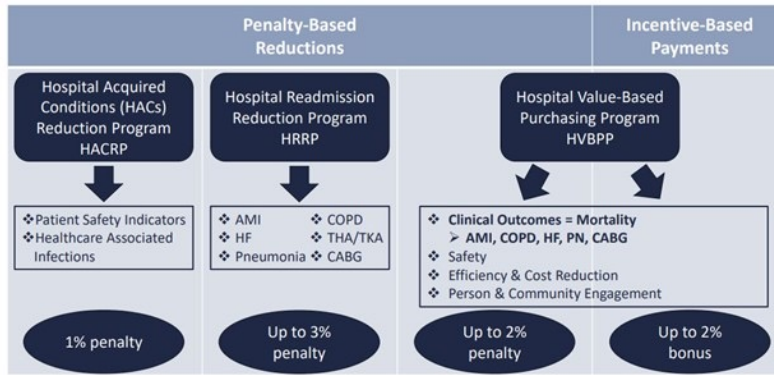 Penalty-Based
Reductions
Incentive-Based
Payments
Hospital Acquired
Conditions (HACs)
Reduction Program
HACRP
Hospital Readmission
Reduction Program
HRRP
Hospital Value-Based
Purchasing Program
HVBPP
❖Patient Safety Indicators
❖Healthcare Associated
Infections
❖ AMI
❖ HF
❖ Pneumonia
❖ COPD
❖ THA/TKA
❖ CABG
❖ Clinical Outcomes = Mortality
➢ AMI, COPD, HF, PN, CABG
❖ Safety
❖ Efficiency & Cost Reduction
❖ Person & Community Engagement
1% penalty
Up to 3%
penalty
Up to 2%
penalty
Up to 2%
bonus